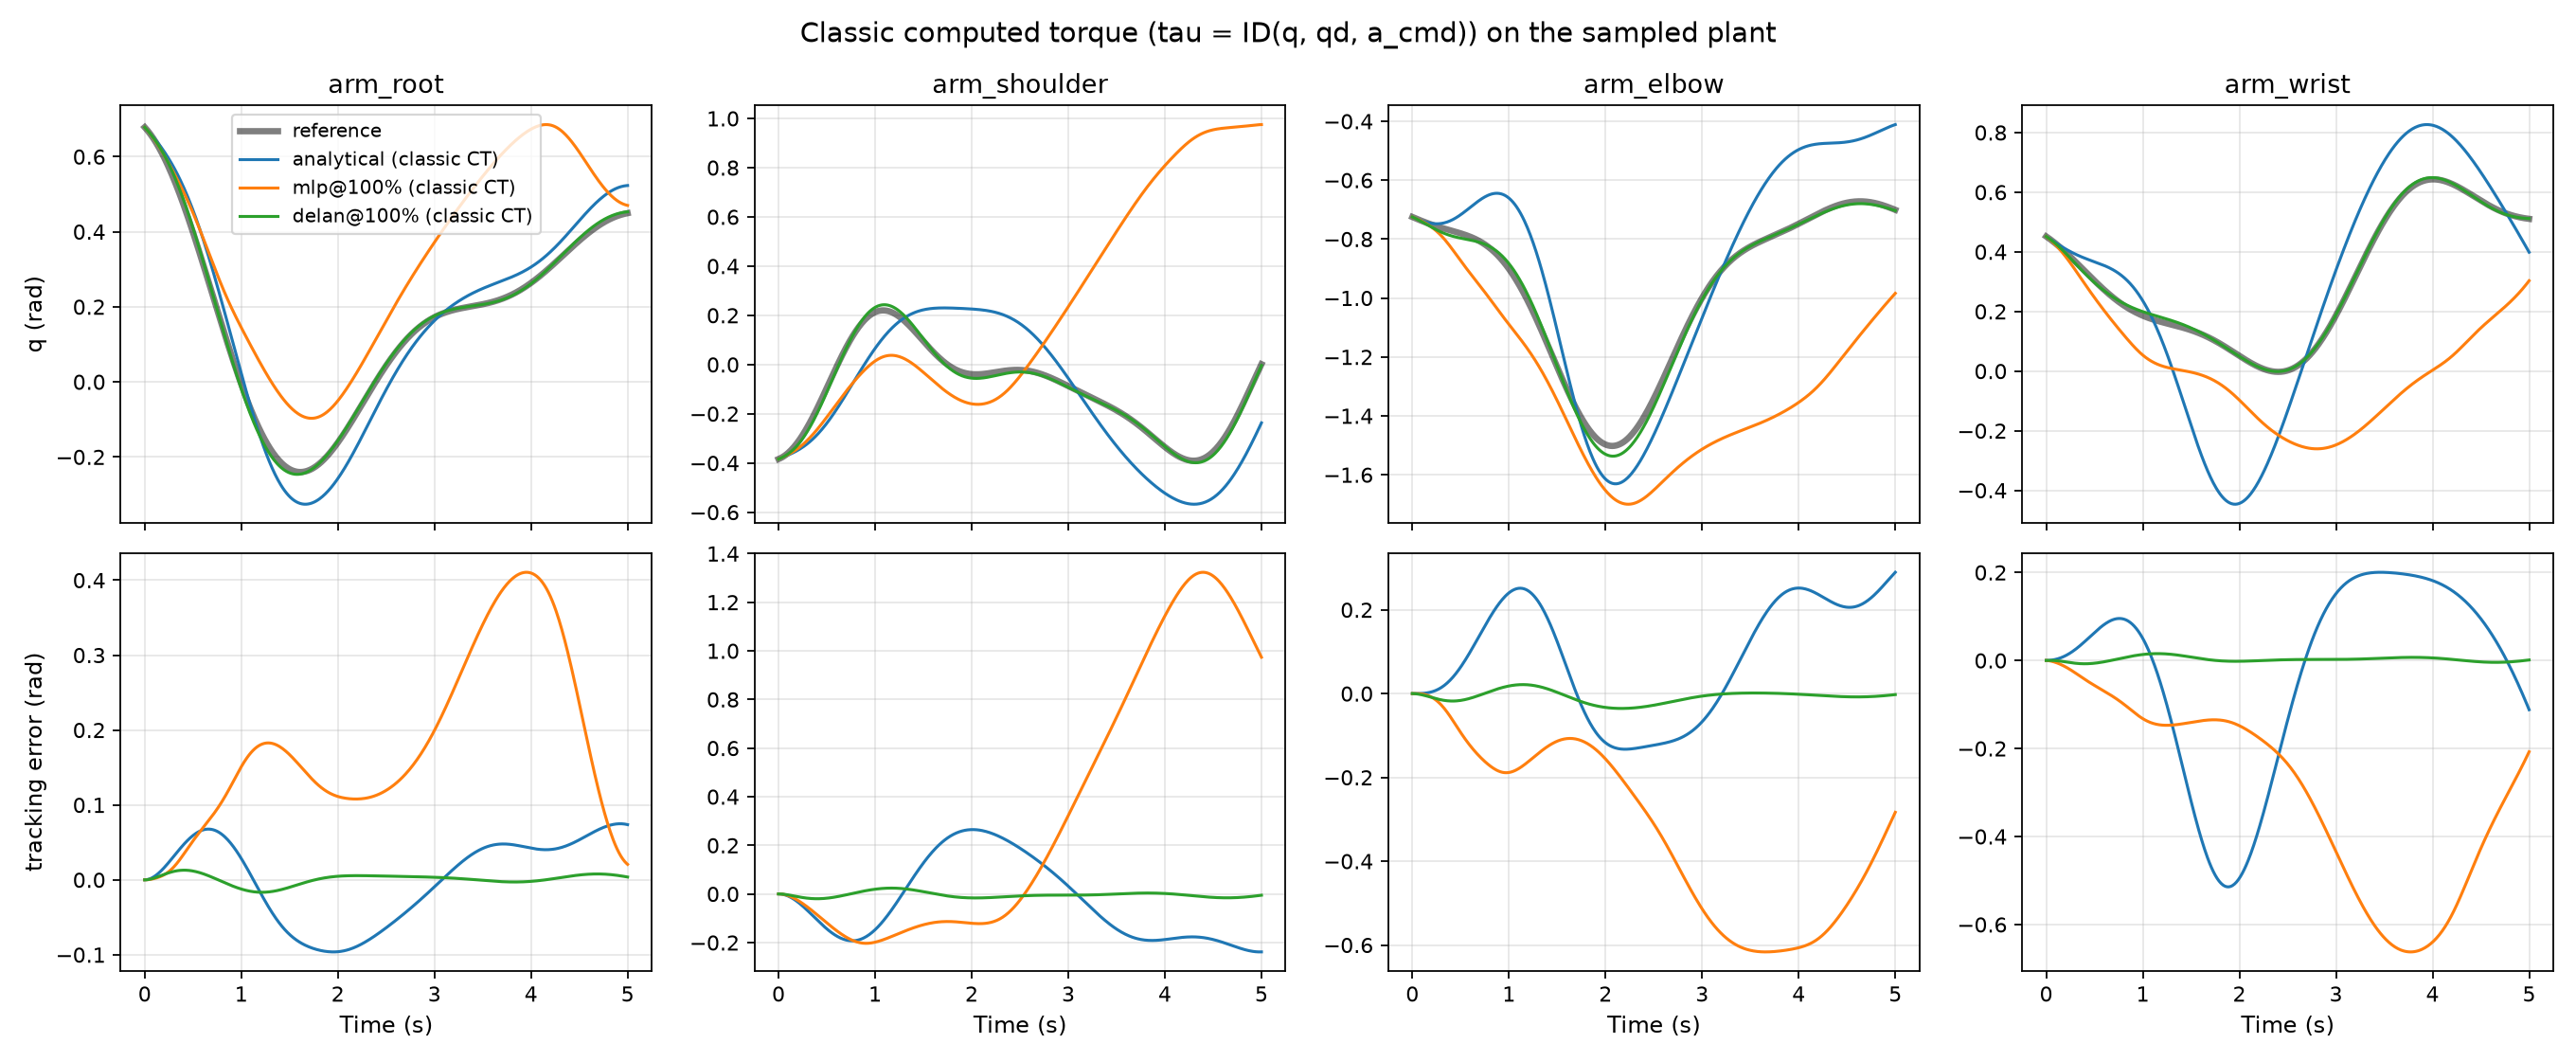 Classic computed torque (tau = ID(q, qd, a_cmd)) on the sampled plant
arm_root
arm_shoulder
arm_elbow
arm_wrist
reference
analytical (classic CT)
mlp@100% (classic CT)
delan@100% (classic CT)
q (rad)
0.6
0.4
0.2
0.0
−0.2
1.0
0.8
0.6
0.4
0.2
0.0
−0.2
−0.4
−0.6
−0.4
−0.6
−0.8
−1.0
−1.2
−1.4
−1.6
0.8
0.6
0.4
0.2
0.0
−0.2
−0.4
tracking error (rad)
0.4
0.3
0.2
0.1
0.0
−0.1
1.4
1.2
1.0
0.8
0.6
0.4
0.2
0.0
−0.2
0.2
0.0
−0.2
−0.4
−0.6
0.2
0.0
−0.2
−0.4
−0.6
0 1 2 3 4 5
0 1 2 3 4 5
0 1 2 3 4 5
0 1 2 3 4 5
Time (s)
Time (s)
Time (s)
Time (s)